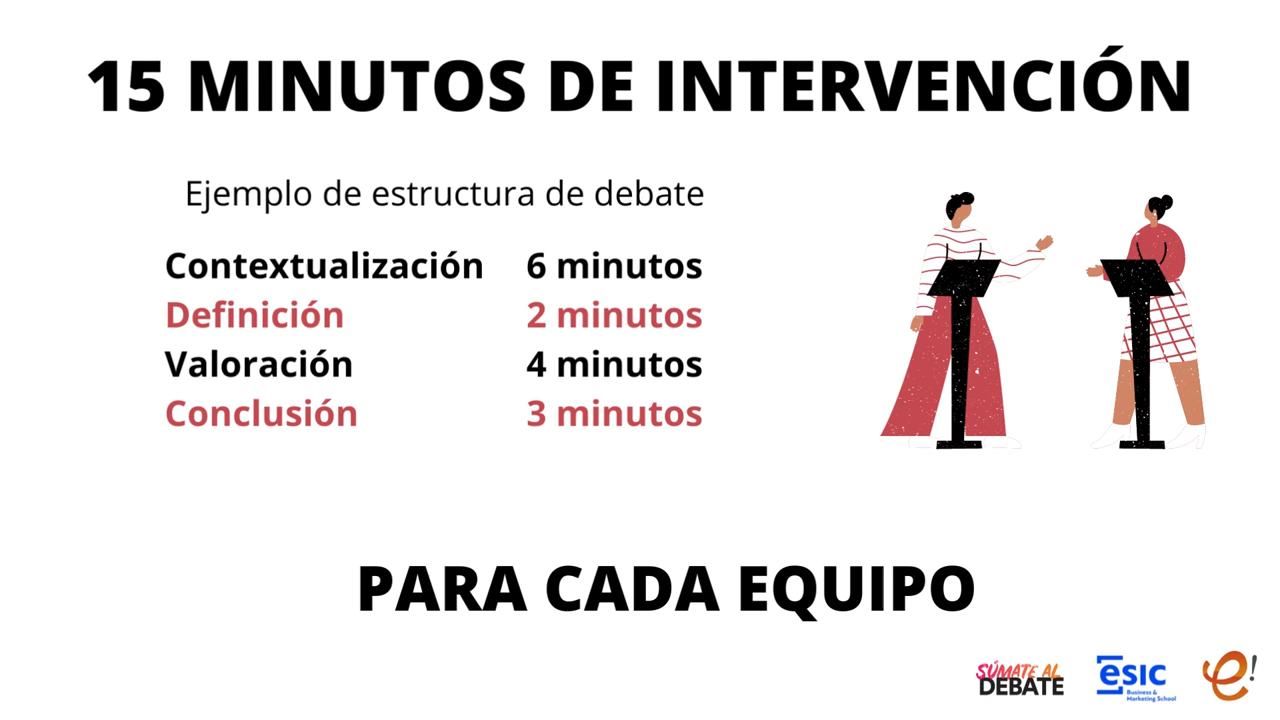 15 MINUTOS DE INTERVENCIÓN
Ejemplo de estructura de debate
Contextualización 6 minutos
Definición 2 minutos
Valoración 4 minutos
Conclusión 3 minutos
PARA CADA EQUIPO
SÚMATE AL
DEBATE
esic
Business &
Marketing School
e!